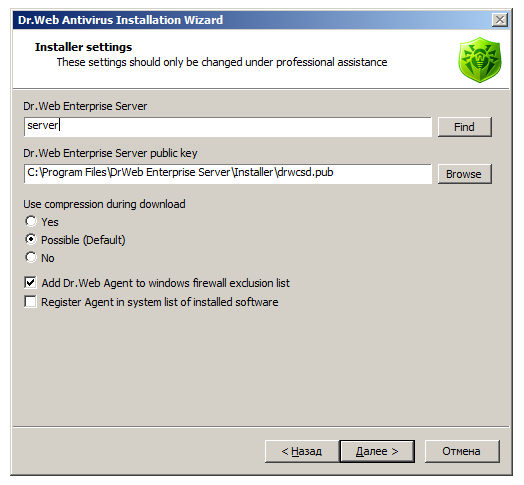 Dr.Web Antivirus Installation Wizard
Installer settings
These settings should only be changed under professional assistance
Dr.Web Enterprise Server
server
Find
Dr.Web Enterprise Server public key
C:\Program Files\DrWeb Enterprise Server\Installer\drwcsd.pub
Browse
Use compression during download
Yes
Possible (Default)
No
Add Dr.Web Agent to windows firewall exclusion list
Register Agent in system list of installed software
< Назад
Далее >
Отмена